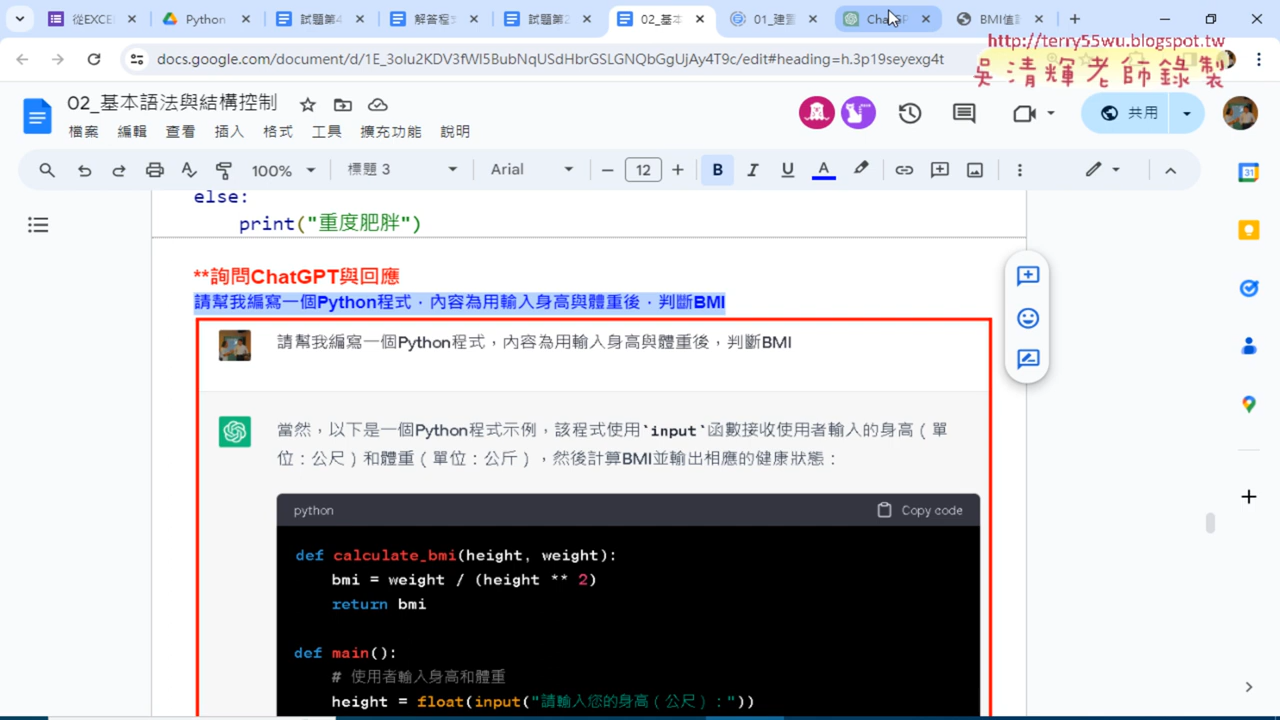 從EXCE
Python
試題第4
解答程式
試題第2
02_基本
01_建置
ChatGPT
BMI值
docs.google.com/document/d/1E_3olu2KDV3fWl5BubNqUSdHbrGSLGNQbGgUjAy4T9c/edit#heading=h.3p19seyexg4t
http://terry55wu.blogspot.tw
吳清輝老師錄製
02_基本語法與結構控制
檔案 編輯 查看 插入 格式 工具 擴充功能 說明
共用
100% 標題 3 Arial 12 B I U A
else:
print("重度肥胖")
**詢問ChatGPT與回應
請幫我編寫一個Python程式，內容為用輸入身高與體重後，判斷BMI
請幫我編寫一個Python程式，內容為用輸入身高與體重後，判斷BMI
當然，以下是一個Python程式示例，該程式使用`input`函數接收使用者輸入的身高（單
位：公尺）和體重（單位：公斤），然後計算BMI並輸出相應的健康狀態：
python Copy code
def calculate_bmi(height, weight):
bmi = weight / (height ** 2)
return bmi
def main():
# 使用者輸入身高和體重
height = float(input("請輸入您的身高（公尺）："))